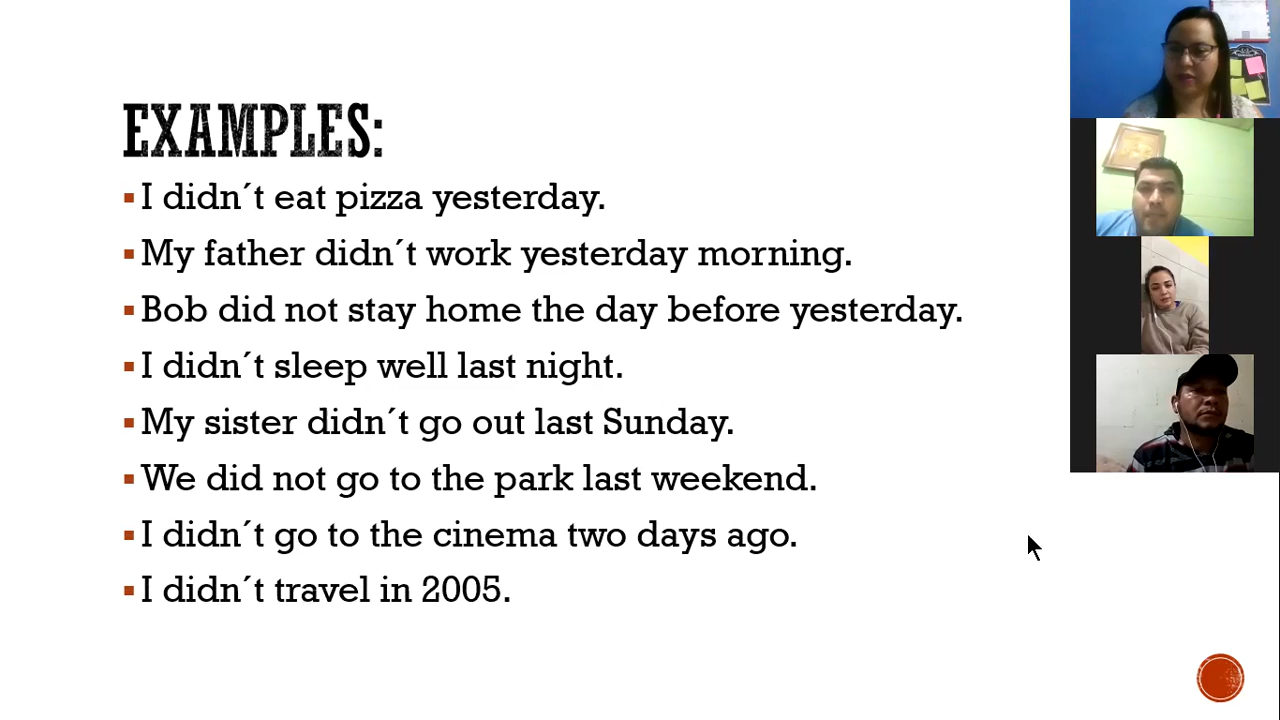 EXAMPLES:
I didn´t eat pizza yesterday.
My father didn´t work yesterday morning.
Bob did not stay home the day before yesterday.
I didn´t sleep well last night.
My sister didn´t go out last Sunday.
We did not go to the park last weekend.
I didn´t go to the cinema two days ago.
I didn´t travel in 2005.